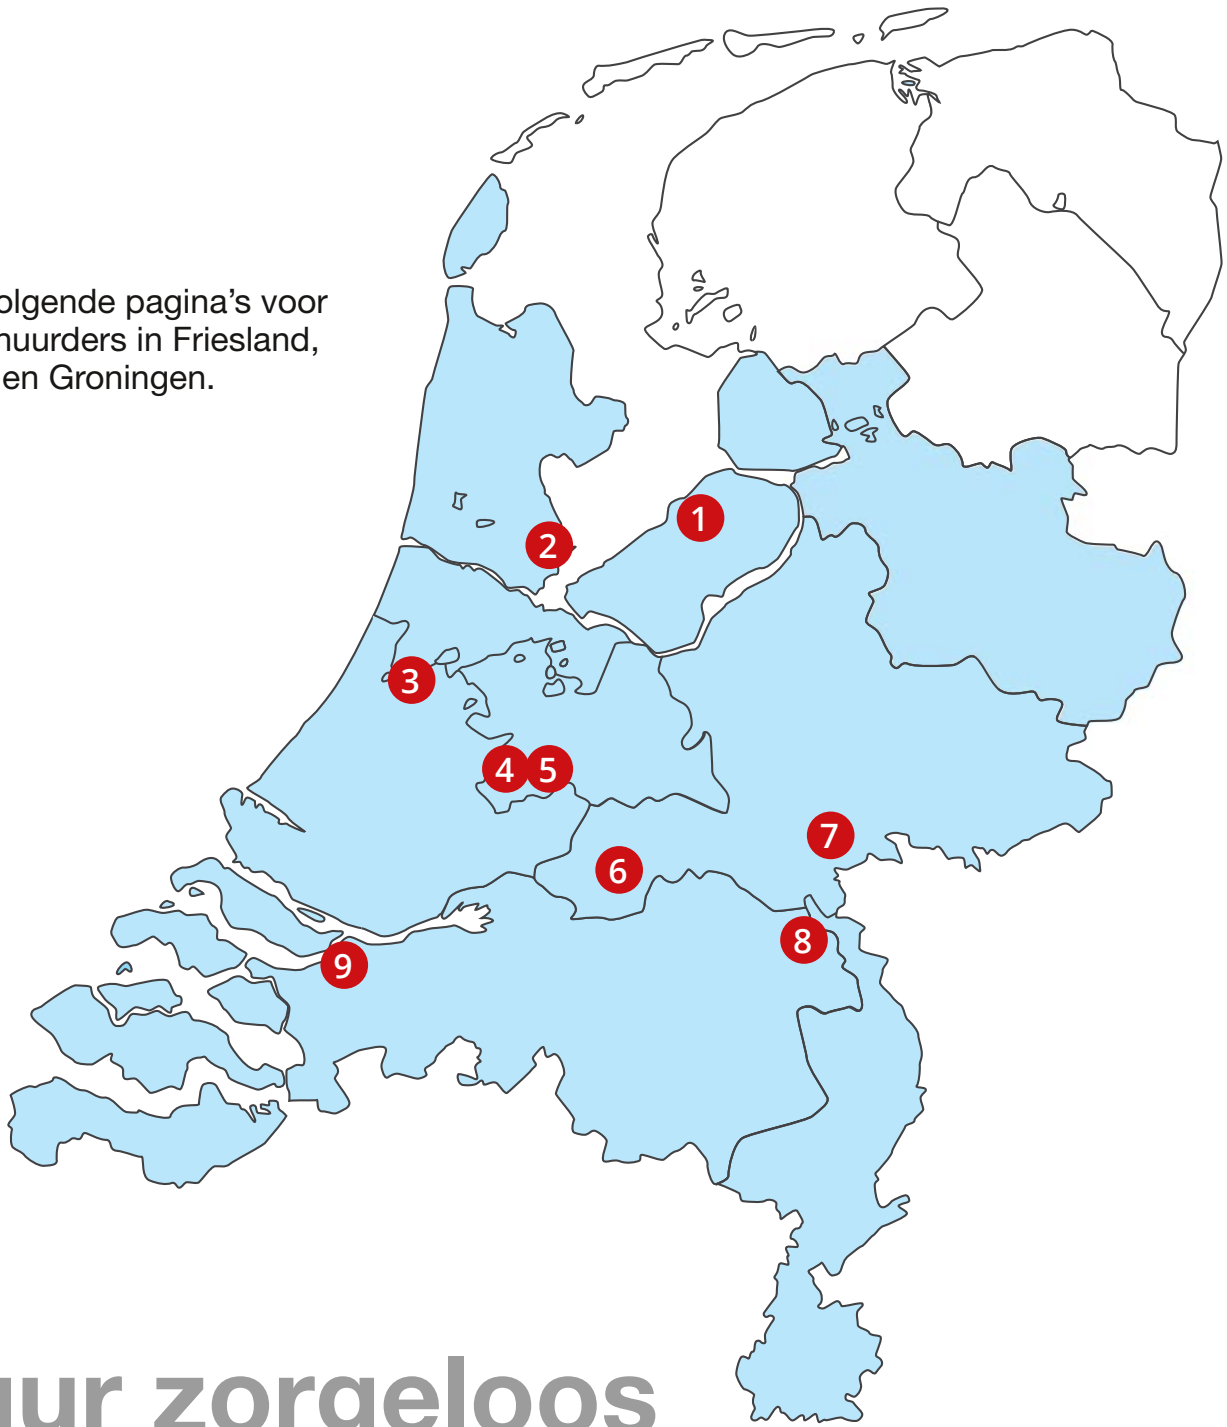 olgende pagina’s voor
huurders in Friesland,
en Groningen.
1
2
3
4 5
6
7
8
9
uur zorgeloos